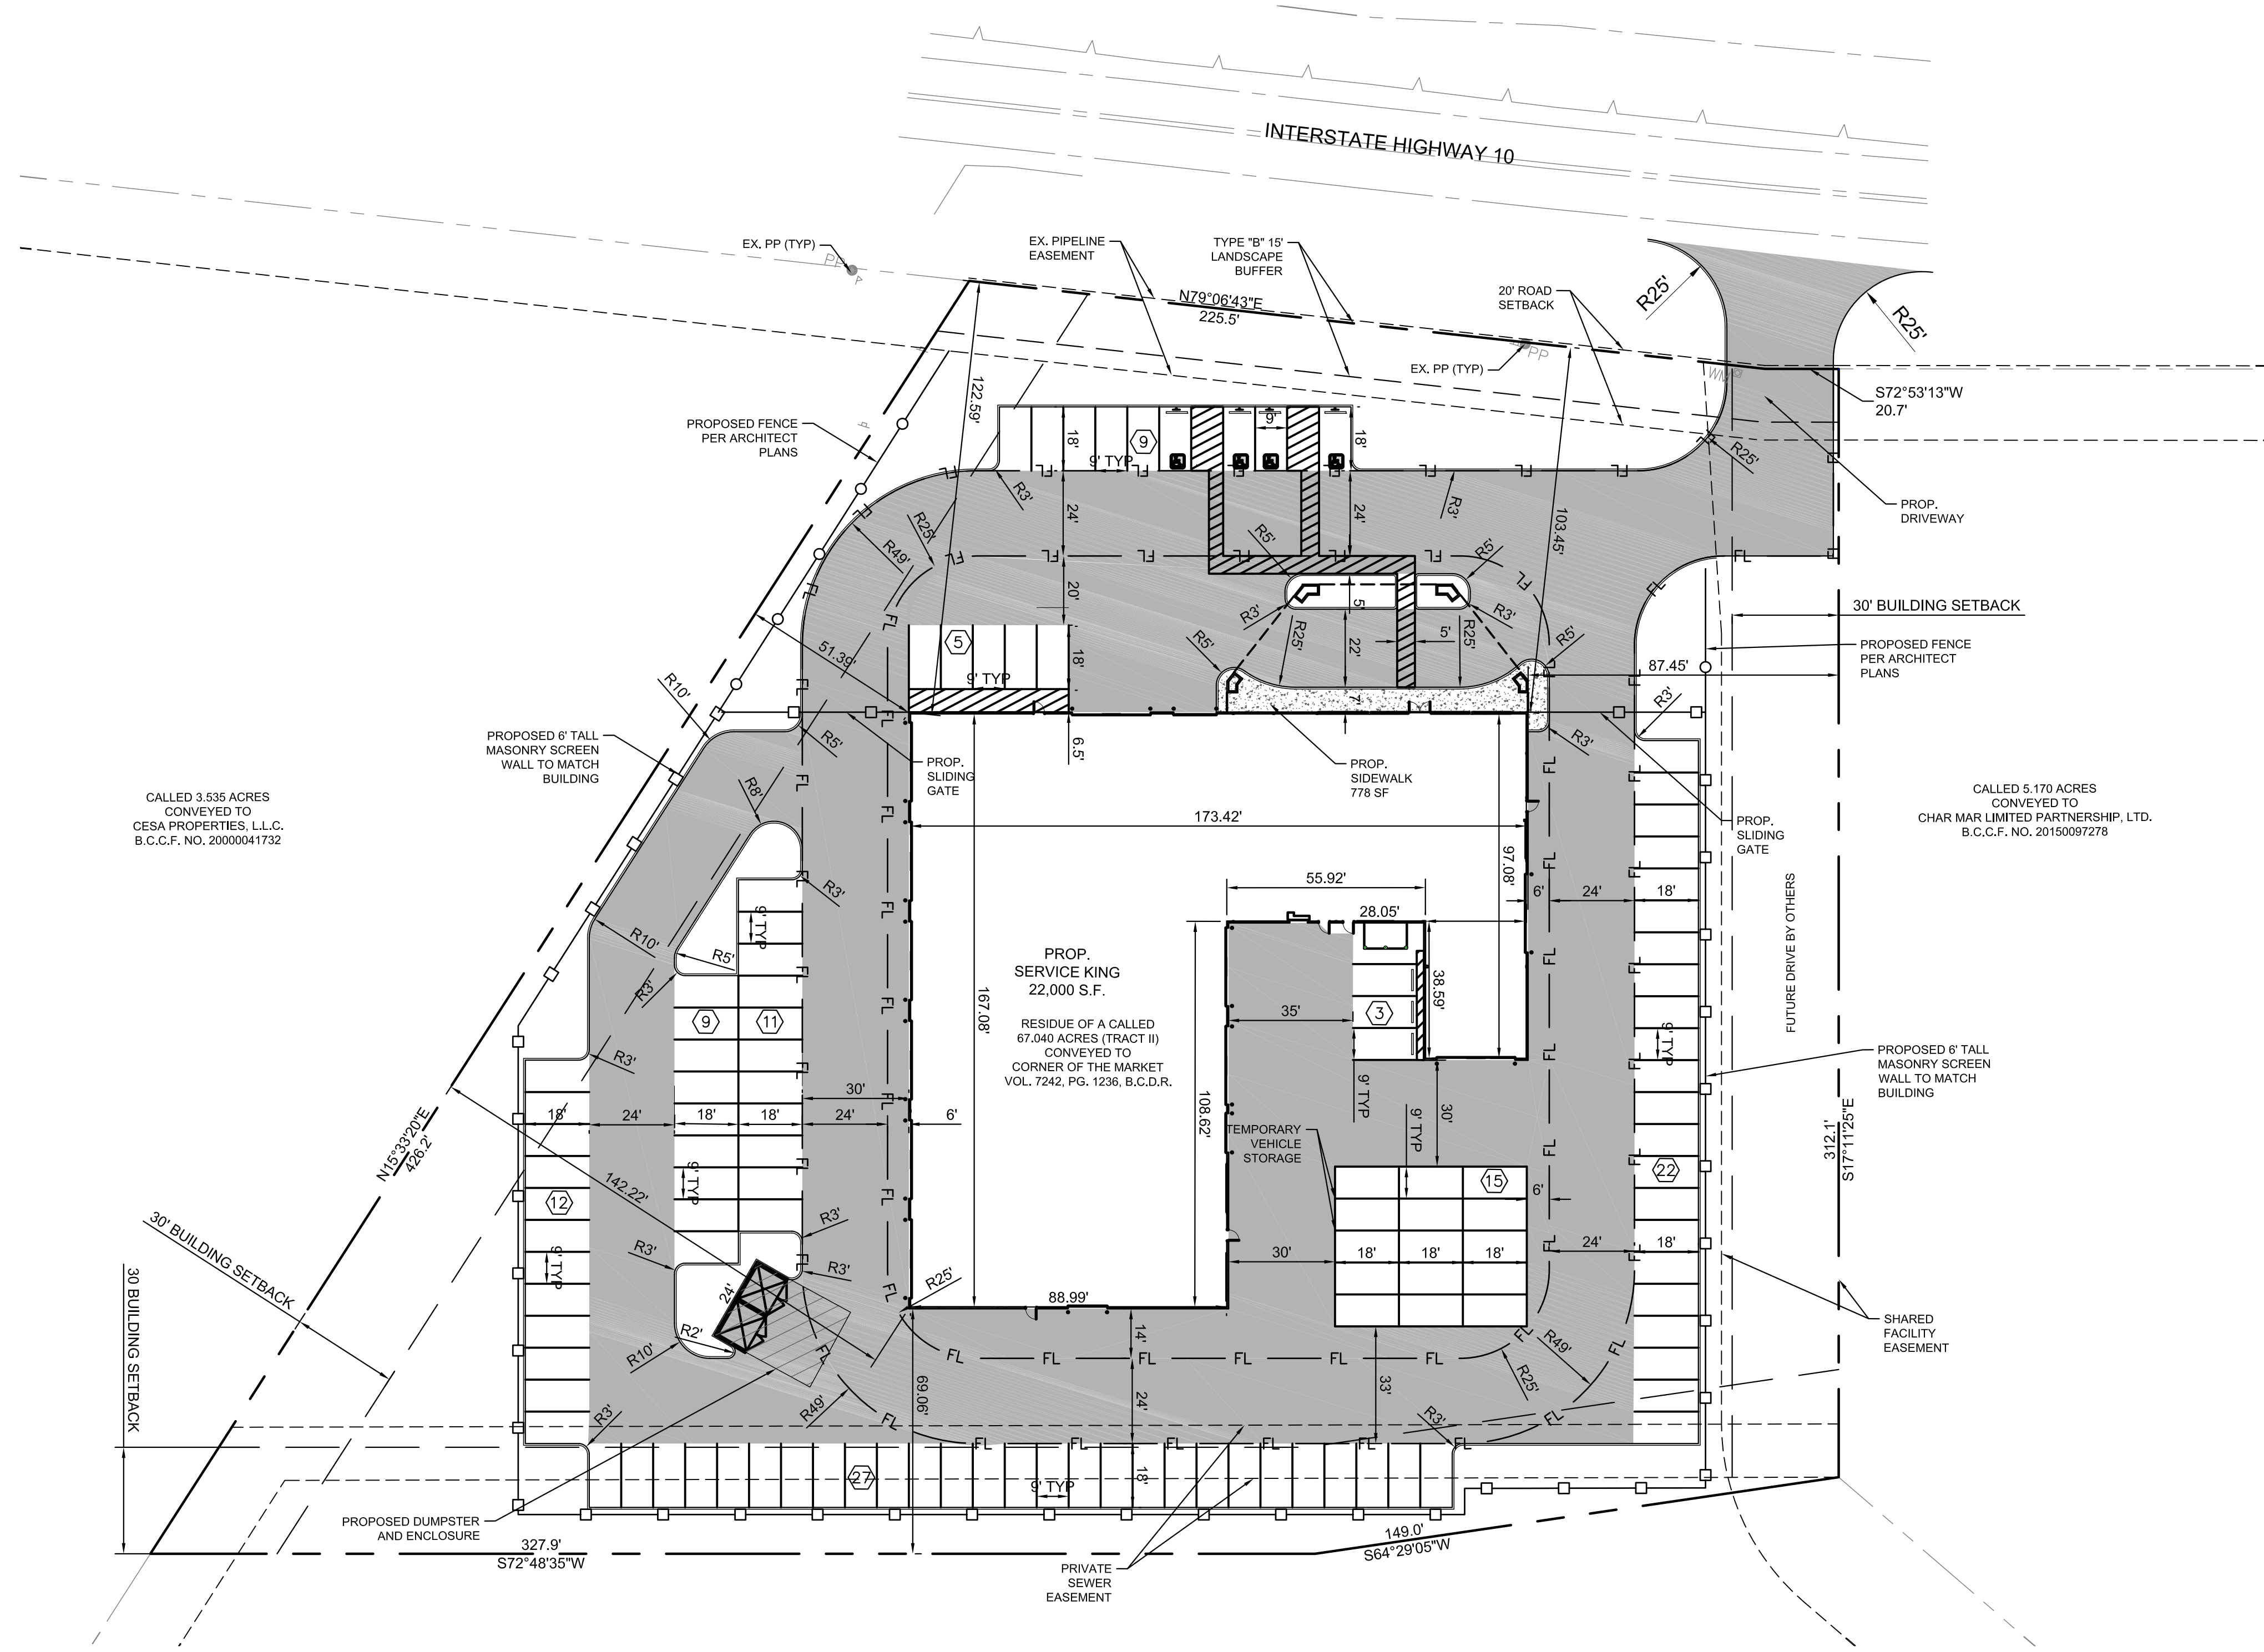 INTERSTATE HIGHWAY 10
EX. PP (TYP)
PP
EX. PIPELINE
EASEMENT
TYPE "B" 15'
LANDSCAPE
BUFFER
20' ROAD
SETBACK
R25'
R25'
N79°06'43"E
225.5'
EX. PP (TYP)
PP
S72°53'13"W
20.7'
122.59'
PROPOSED FENCE
PER ARCHITECT
PLANS
18'
9
9'
18'
9' TYP
R3'
R3'
R25'
PROP.
DRIVEWAY
R25'
R49'
24'
24'
103.45'
R5'
R5'
20'
5'
R3'
R3'
R25'
22'
5'
R25'
R5'
R5'
30' BUILDING SETBACK
PROPOSED FENCE
PER ARCHITECT
PLANS
87.45'
51.39'
5
18'
9' TYP
7'
R10'
R5'
R3'
R3'
6.5'
PROPOSED 6' TALL
MASONRY SCREEN
WALL TO MATCH
BUILDING
PROP.
SLIDING
GATE
PROP.
SIDEWALK
778 SF
PROP.
SLIDING
GATE
CALLED 3.535 ACRES
CONVEYED TO
CESA PROPERTIES, L.L.C.
B.C.C.F. NO. 20000041732
CALLED 5.170 ACRES
CONVEYED TO
CHAR MAR LIMITED PARTNERSHIP, LTD.
B.C.C.F. NO. 20150097278
R8'
173.42'
97.08'
R3'
55.92'
28.05'
6'
24'
18'
9' TYP
R10'
R5'
R3'
FUTURE DRIVE BY OTHERS
PROP.
SERVICE KING
22,000 S.F.
RESIDUE OF A CALLED
67.040 ACRES (TRACT II)
CONVEYED TO
CORNER OF THE MARKET
VOL. 7242, PG. 1236, B.C.D.R.
167.08'
38.59'
35'
3
9
11
9' TYP
R3'
PROPOSED 6' TALL
MASONRY SCREEN
WALL TO MATCH
BUILDING
30'
18'
24'
18'
18'
24'
6'
108.62'
9' TYP
9' TYP
30'
TEMPORARY
VEHICLE
STORAGE
N15°33'20"E
426.2'
312.1'
S17°11'25"E
142.22'
9' TYP
12
15
22
6'
30' BUILDING SETBACK
30 BUILDING SETBACK
R3'
R3'
R3'
9' TYP
30'
18'
18'
18'
24'
18'
24'
R25'
88.99'
R2'
R10'
14'
R49'
R25'
SHARED
FACILITY
EASEMENT
69.06'
24'
33'
R49'
R3'
R3'
FL
FL
FL
FL
FL
FL
27
9' TYP
18'
PROPOSED DUMPSTER
AND ENCLOSURE
327.9'
S72°48'35"W
149.0'
S64°29'05"W
PRIVATE
SEWER
EASEMENT